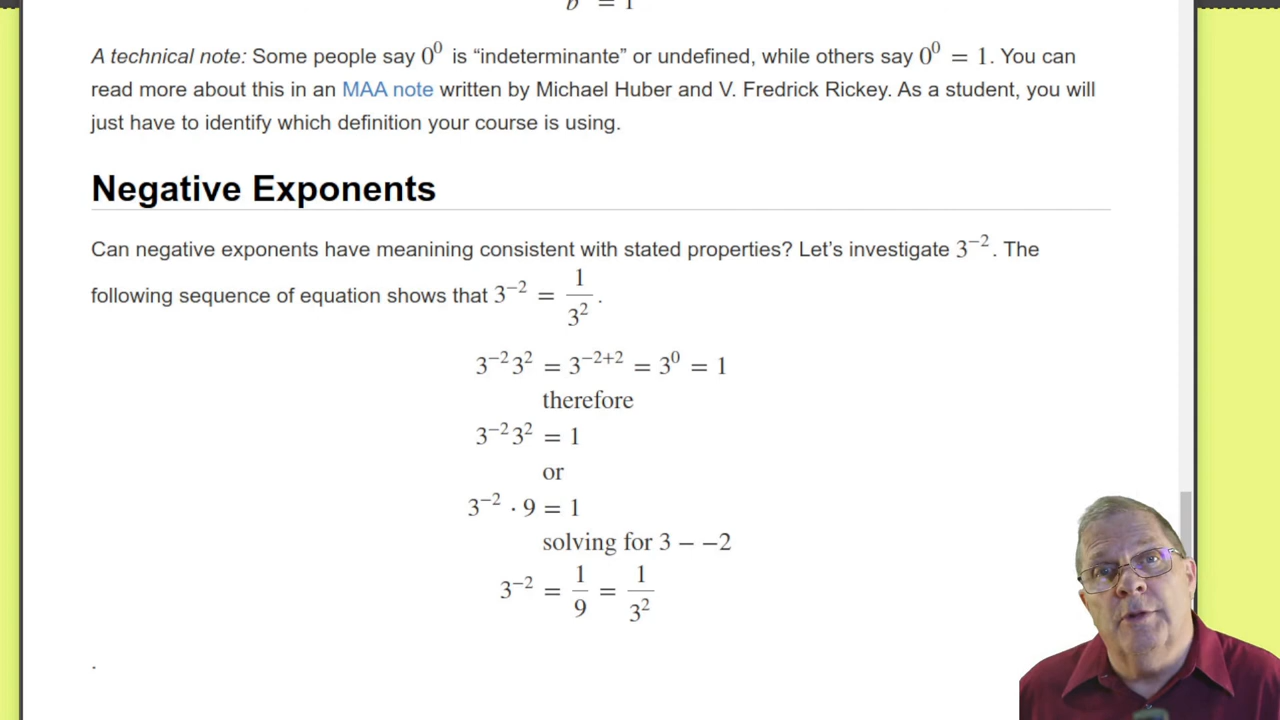 b = 1
A technical note: Some people say 0⁰ is “indeterminante” or undefined, while others say 0⁰ = 1. You can
read more about this in an MAA note written by Michael Huber and V. Fredrick Rickey. As a student, you will
just have to identify which definition your course is using.
Negative Exponents
Can negative exponents have meanining consistent with stated properties? Let’s investigate 3⁻². The
following sequence of equation shows that 3⁻² = 1/3².
3⁻²3² = 3⁻²⁺² = 3⁰ = 1
therefore
3⁻²3² = 1
or
3⁻² · 9 = 1
solving for 3 − −2
3⁻² = 1/9 = 1/3²
.